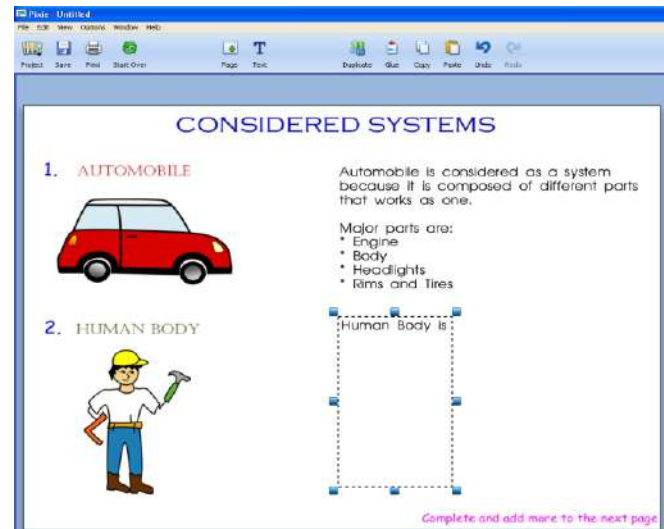 Pixie - Untitled
File Edit View Options Window Help
Project Save Print Start Over Page Text Duplicate Glue Copy Paste Undo Redo
CONSIDERED SYSTEMS
1. AUTOMOBILE
Automobile is considered as a system
because it is composed of different parts
that works as one.
Major parts are:
* Engine
* Body
* Headlights
* Rims and Tires
2. HUMAN BODY
Human Body is
Complete and add more to the next page